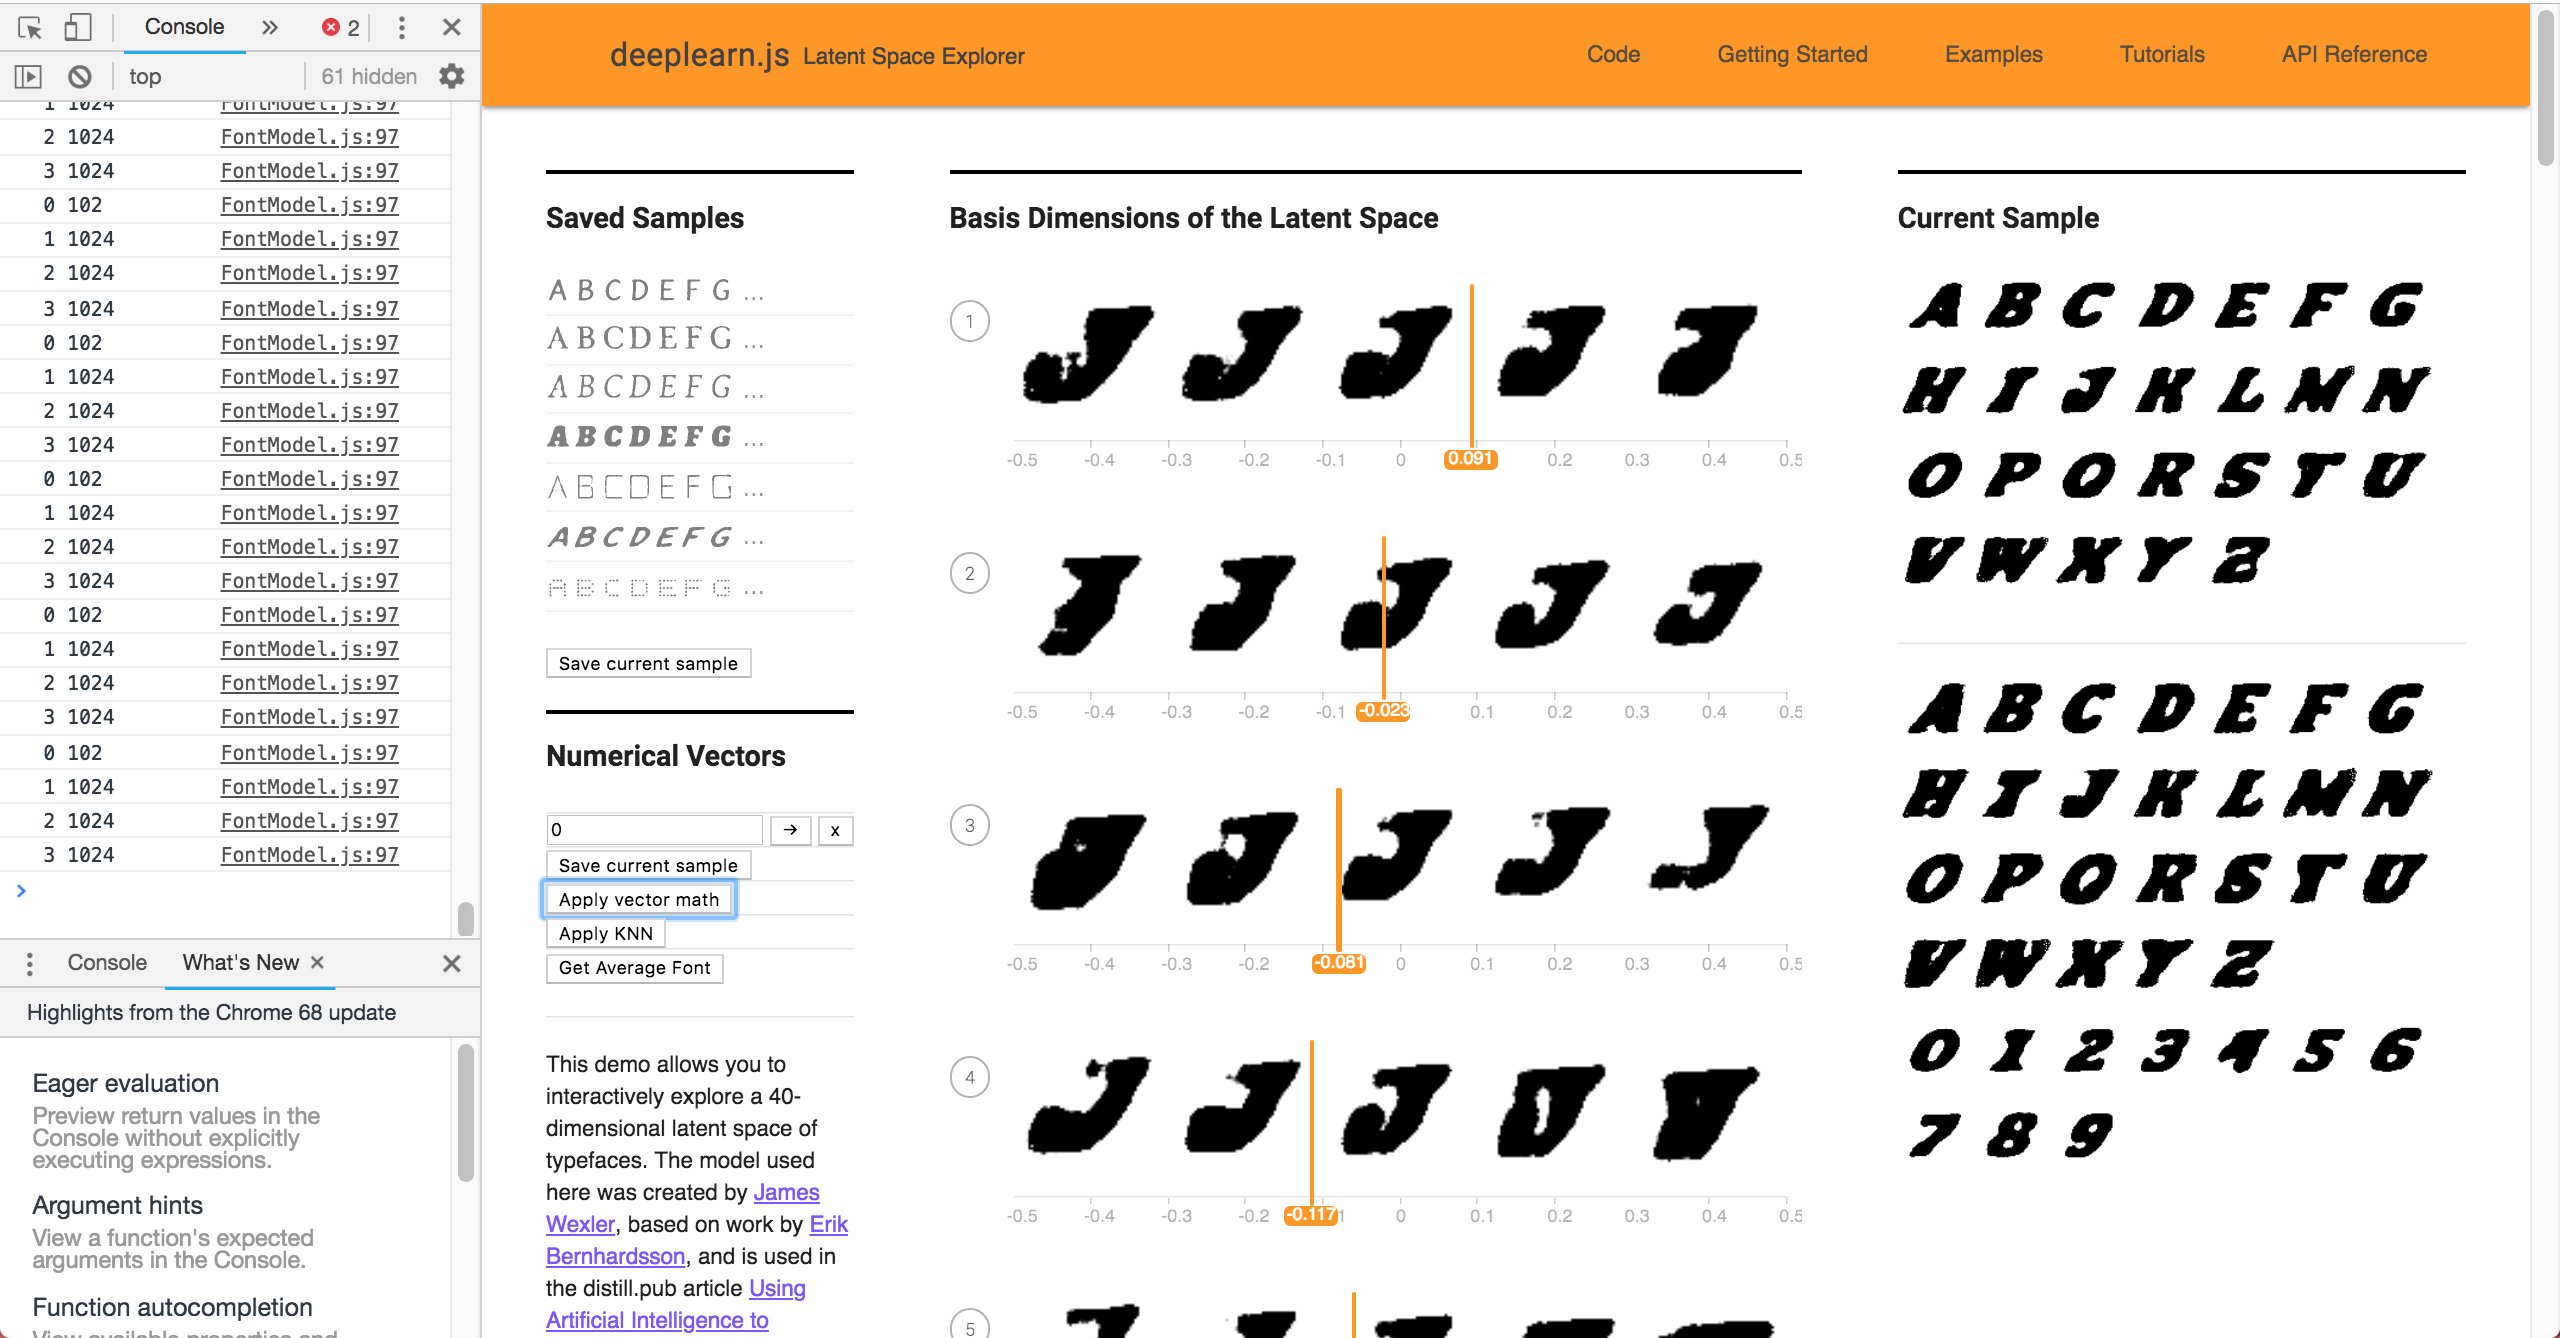 Console
2
top
61 hidden
1 1024 FontModel.js:97
2 1024 FontModel.js:97
3 1024 FontModel.js:97
0 102 FontModel.js:97
1 1024 FontModel.js:97
2 1024 FontModel.js:97
3 1024 FontModel.js:97
0 102 FontModel.js:97
1 1024 FontModel.js:97
2 1024 FontModel.js:97
3 1024 FontModel.js:97
0 102 FontModel.js:97
1 1024 FontModel.js:97
2 1024 FontModel.js:97
3 1024 FontModel.js:97
0 102 FontModel.js:97
1 1024 FontModel.js:97
2 1024 FontModel.js:97
3 1024 FontModel.js:97
0 102 FontModel.js:97
1 1024 FontModel.js:97
2 1024 FontModel.js:97
3 1024 FontModel.js:97
Console What's New
Highlights from the Chrome 68 update
Eager evaluation
Preview return values in the
Console without explicitly
executing expressions.
Argument hints
View a function's expected
arguments in the Console.
Function autocompletion
View available properties and
deeplearn.js Latent Space Explorer
Code Getting Started Examples Tutorials API Reference
Saved Samples
A B C D E F G ...
A B C D E F G ...
A B C D E F G ...
A B C D E F G ...
A B C D E F G ...
A B C D E F G ...
A B C D E F G ...
Save current sample
Numerical Vectors
0 → x
Save current sample
Apply vector math
Apply KNN
Get Average Font
This demo allows you to
interactively explore a 40-
dimensional latent space of
typefaces. The model used
here was created by James
Wexler, based on work by Erik
Bernhardsson, and is used in
the distill.pub article Using
Artificial Intelligence to
Basis Dimensions of the Latent Space
1
J J J J J
-0.5 -0.4 -0.3 -0.2 -0.1 0 0.091 0.2 0.3 0.4 0.5
2
J J J J J
-0.5 -0.4 -0.3 -0.2 -0.1 -0.023 0.1 0.2 0.3 0.4 0.5
3
J J J J J
-0.5 -0.4 -0.3 -0.2 -0.081 0 0.1 0.2 0.3 0.4 0.5
4
J J J J J
-0.5 -0.4 -0.3 -0.2 -0.117 0 0.1 0.2 0.3 0.4 0.5
5
Current Sample
A B C D E F G
H I J K L M N
O P Q R S T U
V W X Y Z
A B C D E F G
H I J K L M N
O P Q R S T U
V W X Y Z
0 1 2 3 4 5 6
7 8 9